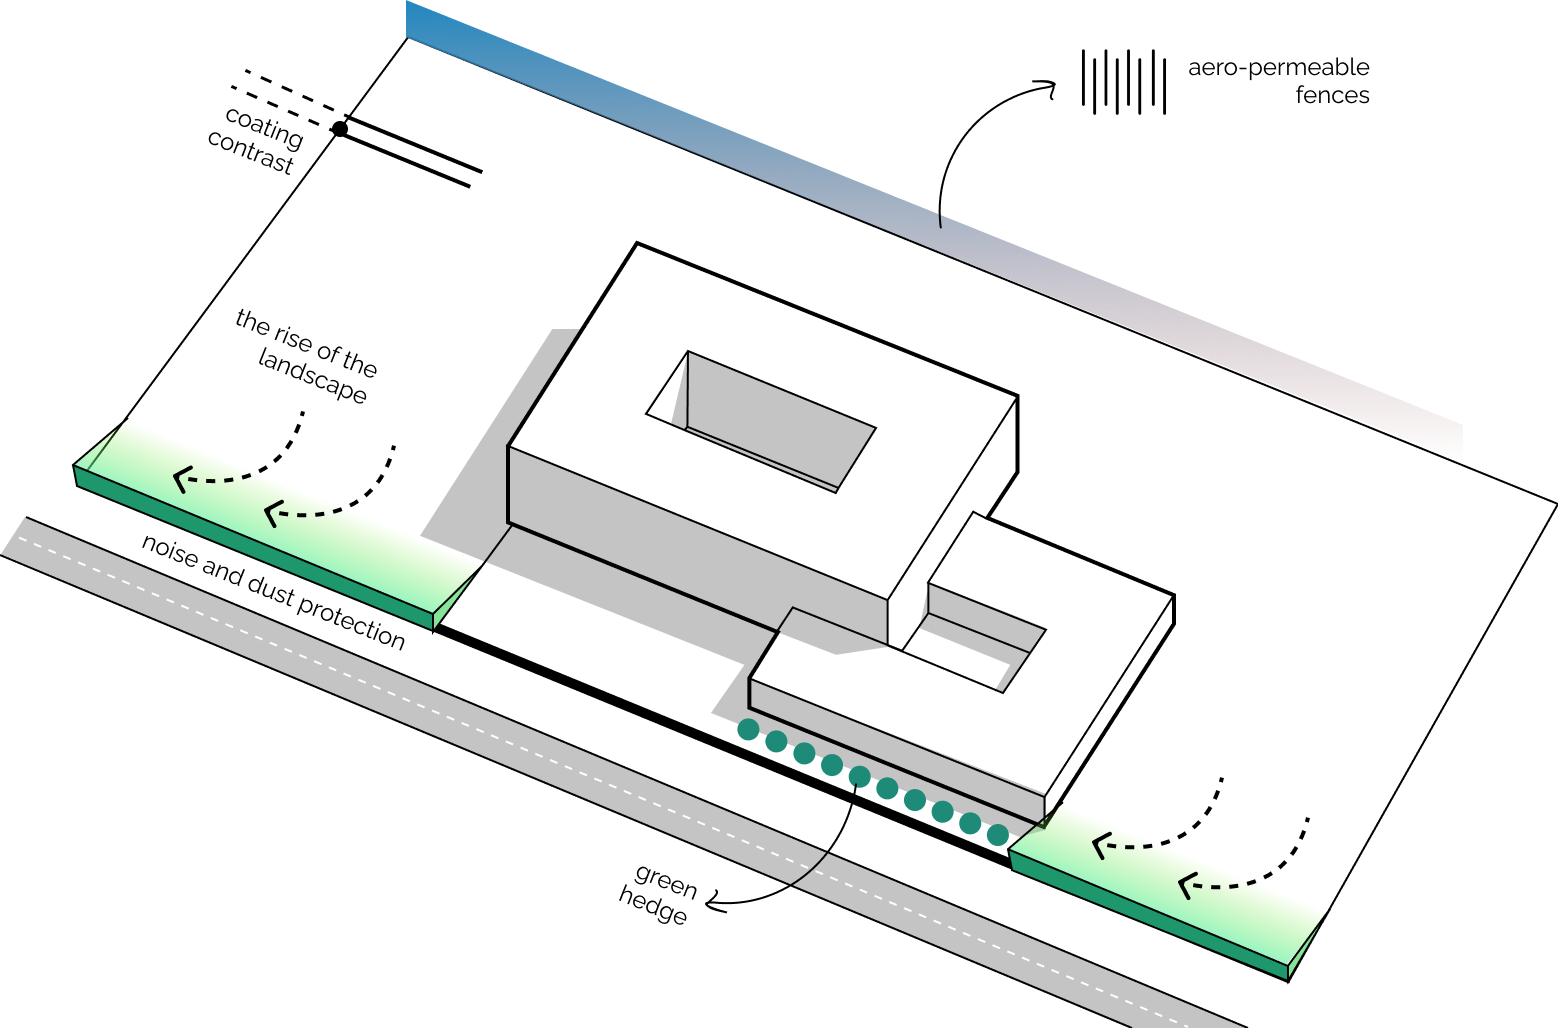 aero-permeable
fences
coating
contrast
the rise of the
landscape
noise and dust protection
green
hedge